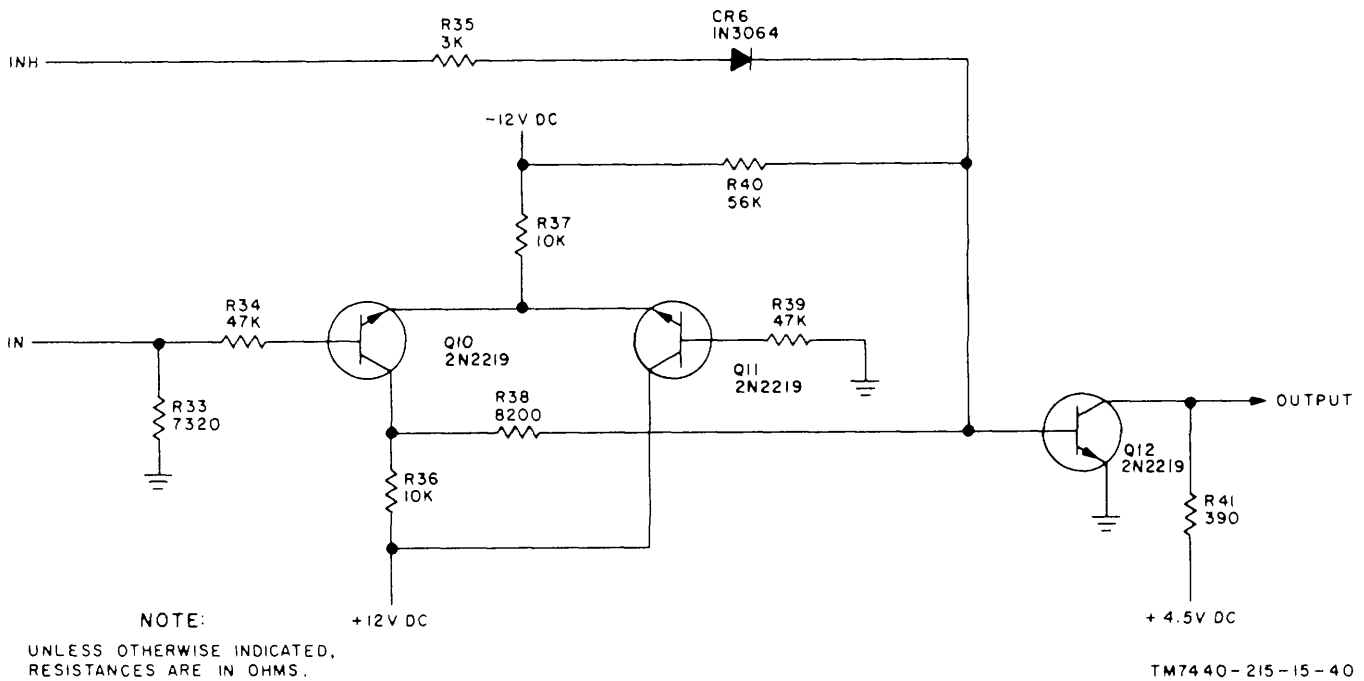 R35
3K
CR6
IN3064
INH
-12V DC
R40
56K
R37
10K
R34
47K
R39
47K
IN
Q10
2N2219
Q11
2N2219
R33
7320
R38
8200
OUTPUT
Q12
2N2219
R36
10K
R41
390
NOTE:
+12V DC
+4.5V DC
UNLESS OTHERWISE INDICATED,
RESISTANCES ARE IN OHMS.
TM7440-215-15-40